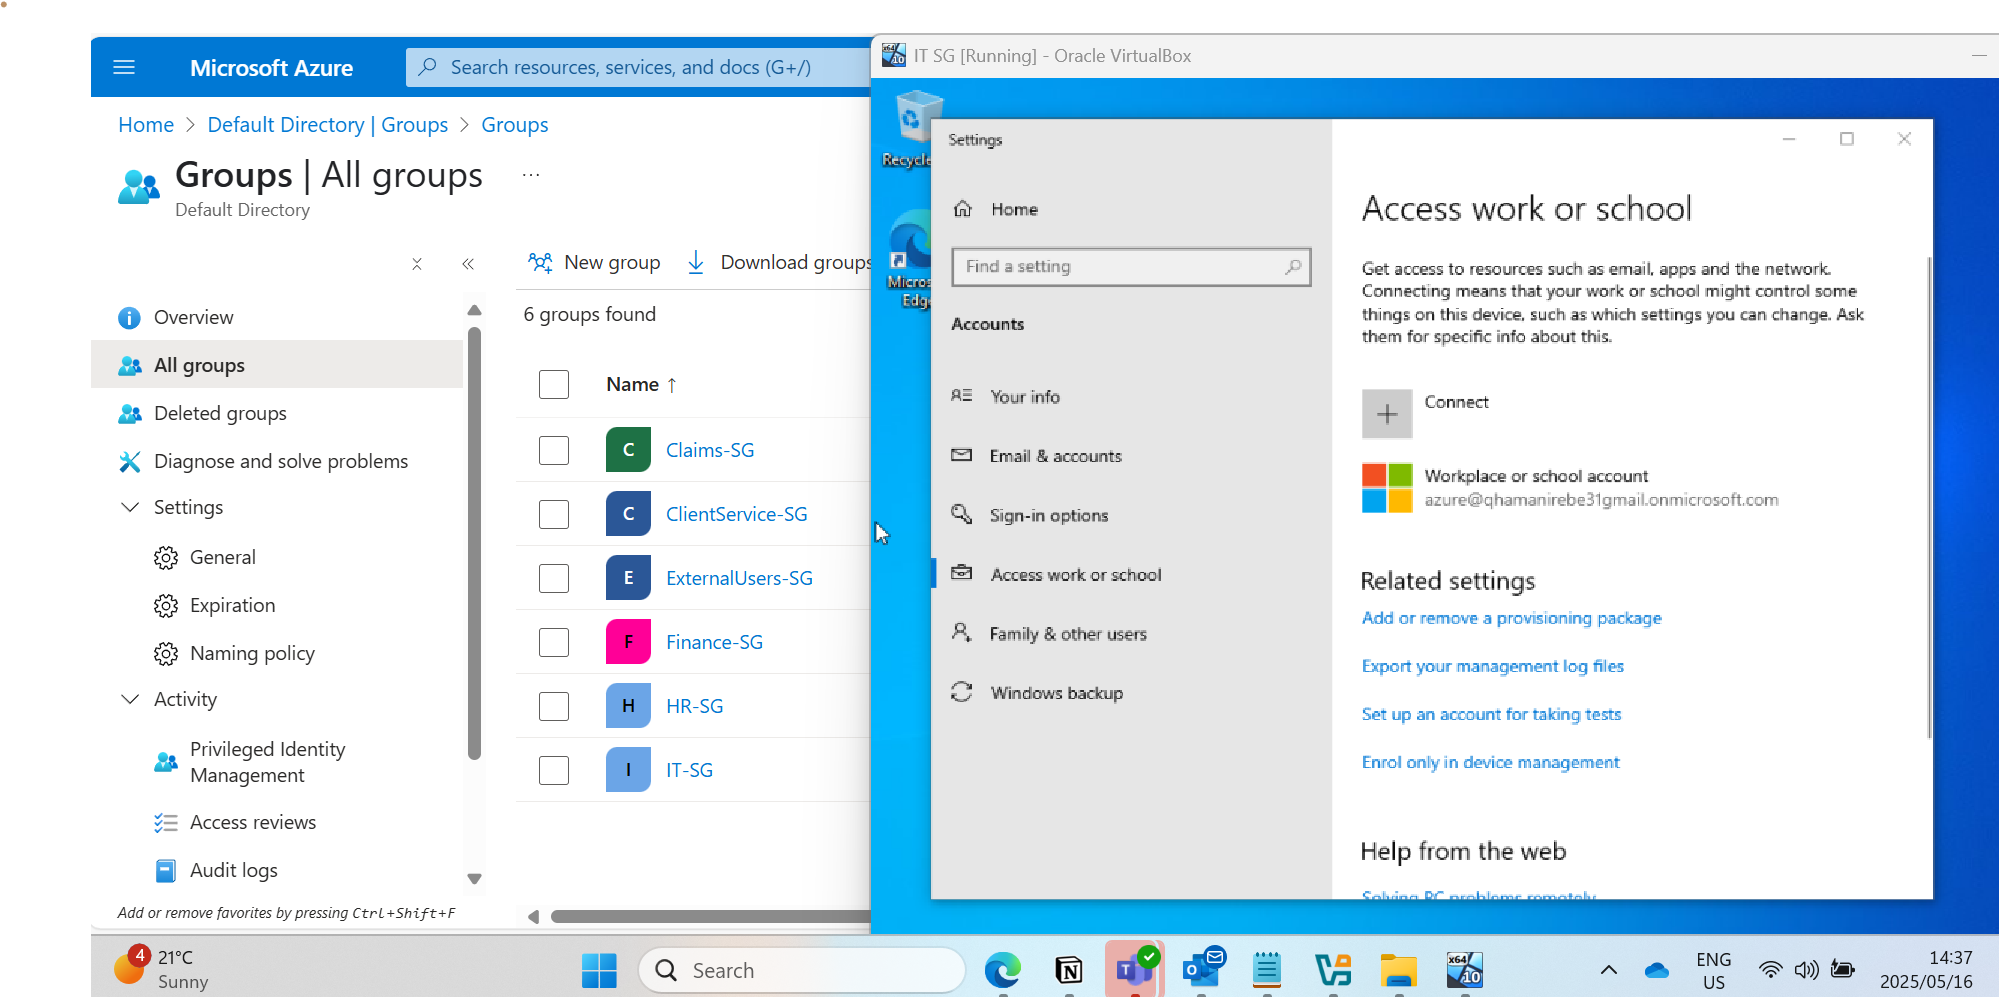 Microsoft Azure
Search resources, services, and docs (G+/)
Home > Default Directory | Groups > Groups
Groups | All groups
...
Default Directory
New group
Download groups
6 groups found
Overview
All groups
Deleted groups
Diagnose and solve problems
Settings
General
Expiration
Naming policy
Activity
Privileged Identity
Management
Access reviews
Audit logs
Add or remove favorites by pressing Ctrl+Shift+F
Name ↑
C Claims-SG
C ClientService-SG
E ExternalUsers-SG
F Finance-SG
H HR-SG
I IT-SG
IT SG [Running] - Oracle VirtualBox
Recycle
Micros
Edge
Settings
Home
Find a setting
Accounts
Your info
Email & accounts
Sign-in options
Access work or school
Family & other users
Windows backup
Access work or school
Get access to resources such as email, apps and the network.
Connecting means that your work or school might control some
things on this device, such as which settings you can change. Ask
them for specific info about this.
Connect
Workplace or school account
azure@qhamanirebe31gmail.onmicrosoft.com
Related settings
Add or remove a provisioning package
Export your management log files
Set up an account for taking tests
Enrol only in device management
Help from the web
Solving PC problems remotely
4
21°C
Sunny
Search
x64
10
ENG
US
14:37
2025/05/16